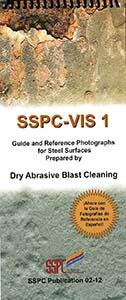 SSPC-VIS 1
Guide and Reference Photographs
for Steel Surfaces
Prepared by
Dry Abrasive Blast Cleaning
¡Ahora con
la Guía de
Fotografías de
Referencia en
Español!
SSPC
SSPC Publication 02-12